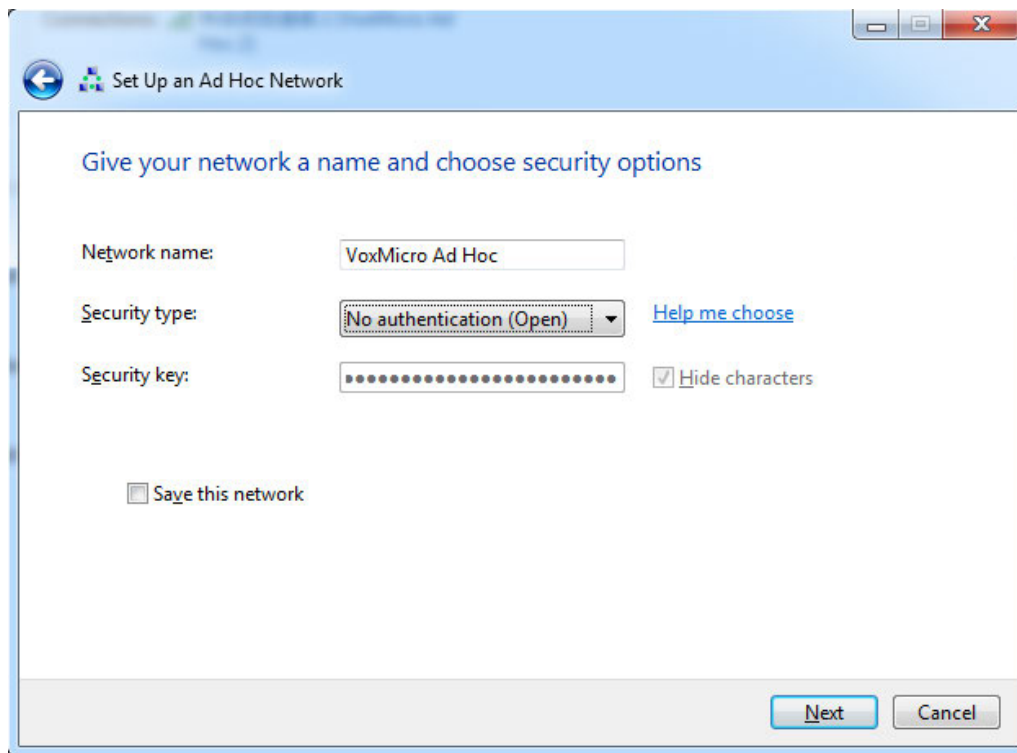 Set Up an Ad Hoc Network
Give your network a name and choose security options
Network name: VoxMicro Ad Hoc
Security type: No authentication (Open) Help me choose
Security key: ●●●●●●●●●●●●●●●●●●●●●●●● Hide characters
Save this network
Next Cancel